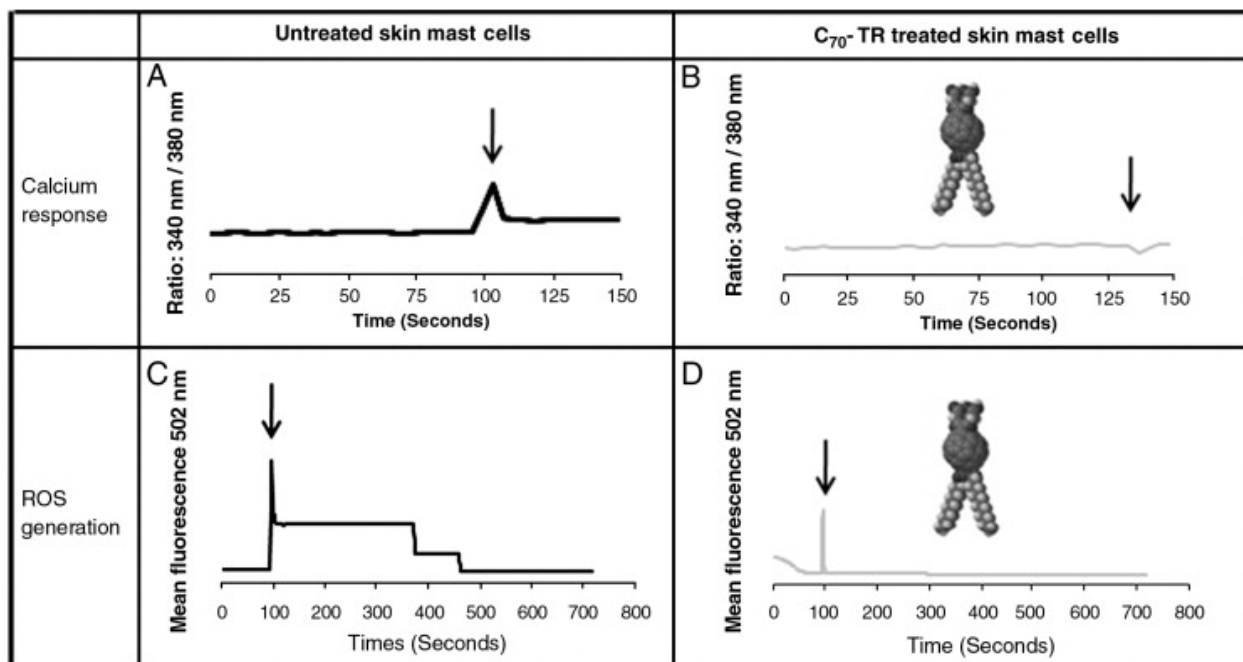 Untreated skin mast cells
C₇₀- TR treated skin mast cells
Calcium
response
A
Ratio: 340 nm / 380 nm
0 25 50 75 100 125 150
Time (Seconds)
B
Ratio: 340 nm / 380 nm
0 25 50 75 100 125 150
Time (Seconds)
ROS
generation
C
Mean fluorescence 502 nm
0 100 200 300 400 500 600 700 800
Times (Seconds)
D
Mean fluorescence 502 nm
0 100 200 300 400 500 600 700 800
Time (Seconds)